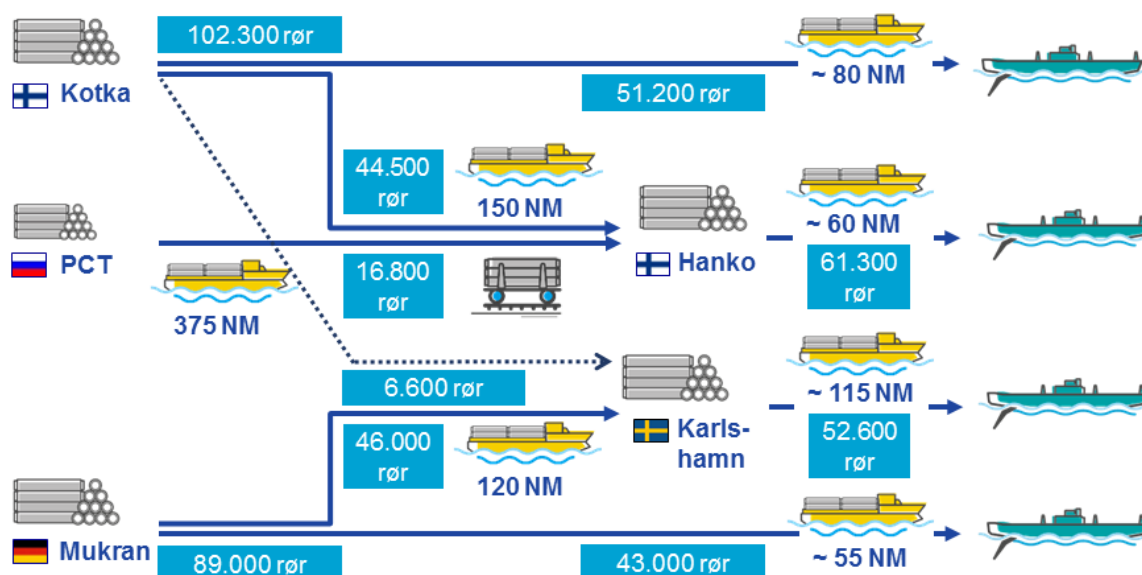 102.300 rør
~ 80 NM
Kotka
51.200 rør
44.500
rør
150 NM
~ 60 NM
PCT
Hanko
16.800
rør
61.300
rør
375 NM
6.600 rør
~ 115 NM
46.000
rør
Karls-
hamn
52.600
rør
120 NM
Mukran
~ 55 NM
89.000 rør
43.000 rør